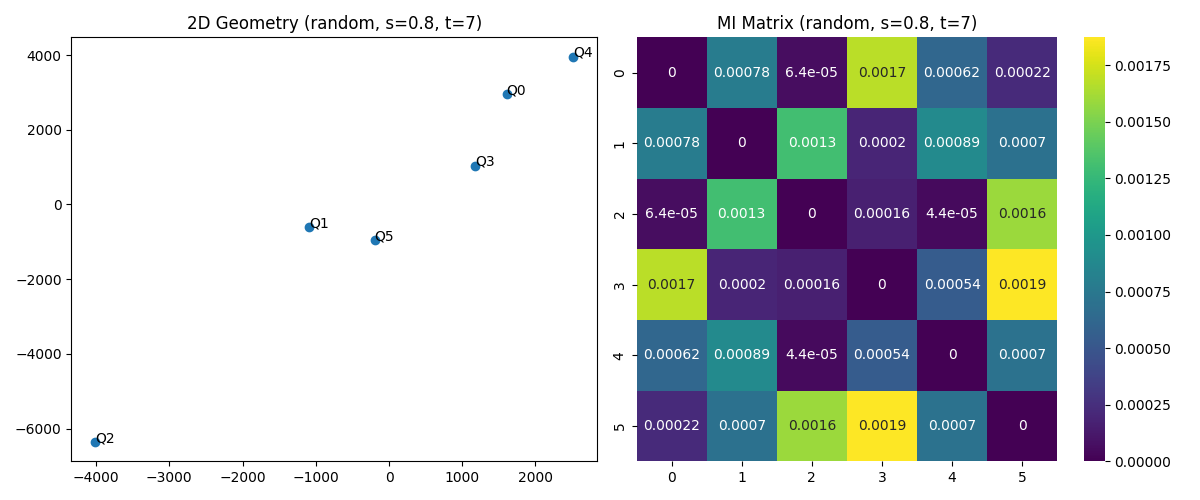 2D Geometry (random, s=0.8, t=7)
4000
2000
0
−2000
−4000
−6000
−4000 −3000 −2000 −1000 0 1000 2000
Q4
Q0
Q3
Q1
Q5
Q2
MI Matrix (random, s=0.8, t=7)
0 0 0.00078 6.4e-05 0.0017 0.00062 0.00022
1 0.00078 0 0.0013 0.0002 0.00089 0.0007
2 6.4e-05 0.0013 0 0.00016 4.4e-05 0.0016
3 0.0017 0.0002 0.00016 0 0.00054 0.0019
4 0.00062 0.00089 4.4e-05 0.00054 0 0.0007
5 0.00022 0.0007 0.0016 0.0019 0.0007 0
0 1 2 3 4 5
0.00175
0.00150
0.00125
0.00100
0.00075
0.00050
0.00025
0.00000